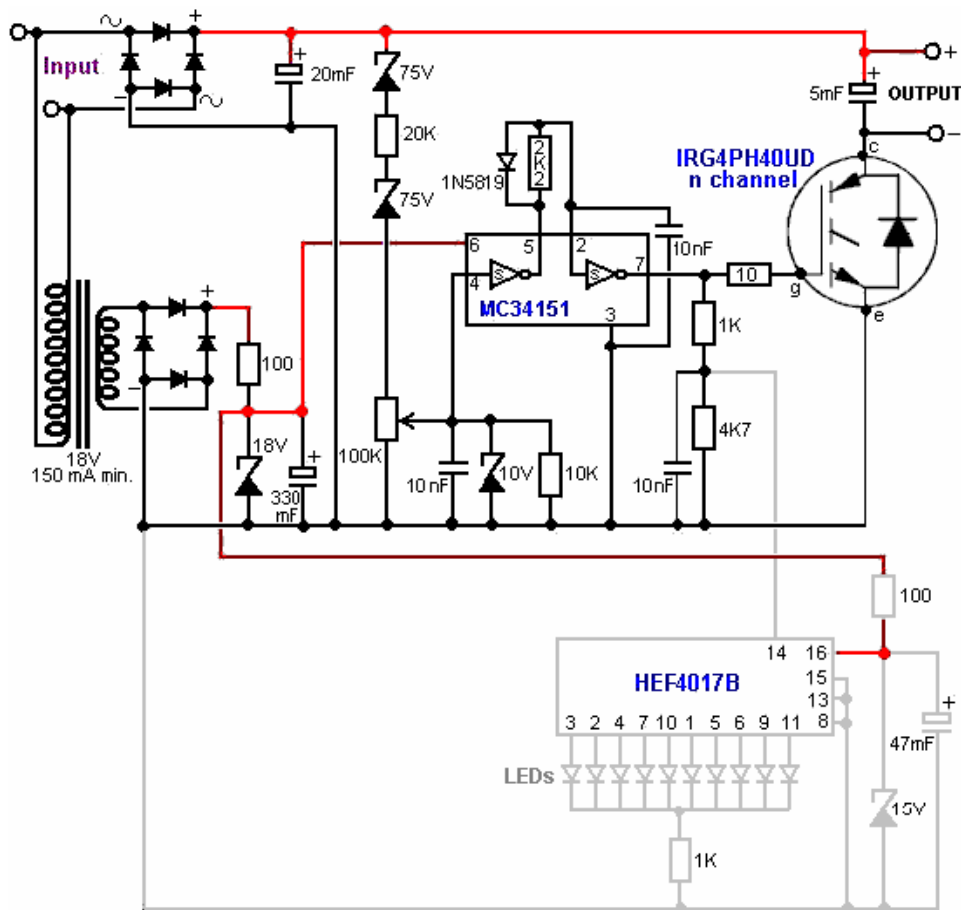 Input
+
−
20mF
+
75V
20K
75V
1N5819
2K2
10nF
6
5
2
4
S
S
7
3
MC34151
10
1K
4K7
10nF
IRG4PH40UD
n channel
c
g
e
5mF
+
OUTPUT
+
−
18V
150 mA min.
+
−
100
18V
330
mF
+
100K
10nF
10V
10K
100
14
16
15
13
8
HEF4017B
3 2 4 7 10 1 5 6 9 11
LEDs
1K
+
47mF
15V